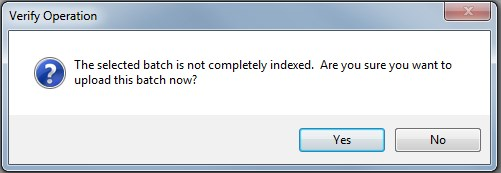 Verify Operation
The selected batch is not completely indexed.  Are you sure you want to
upload this batch now?
Yes
No